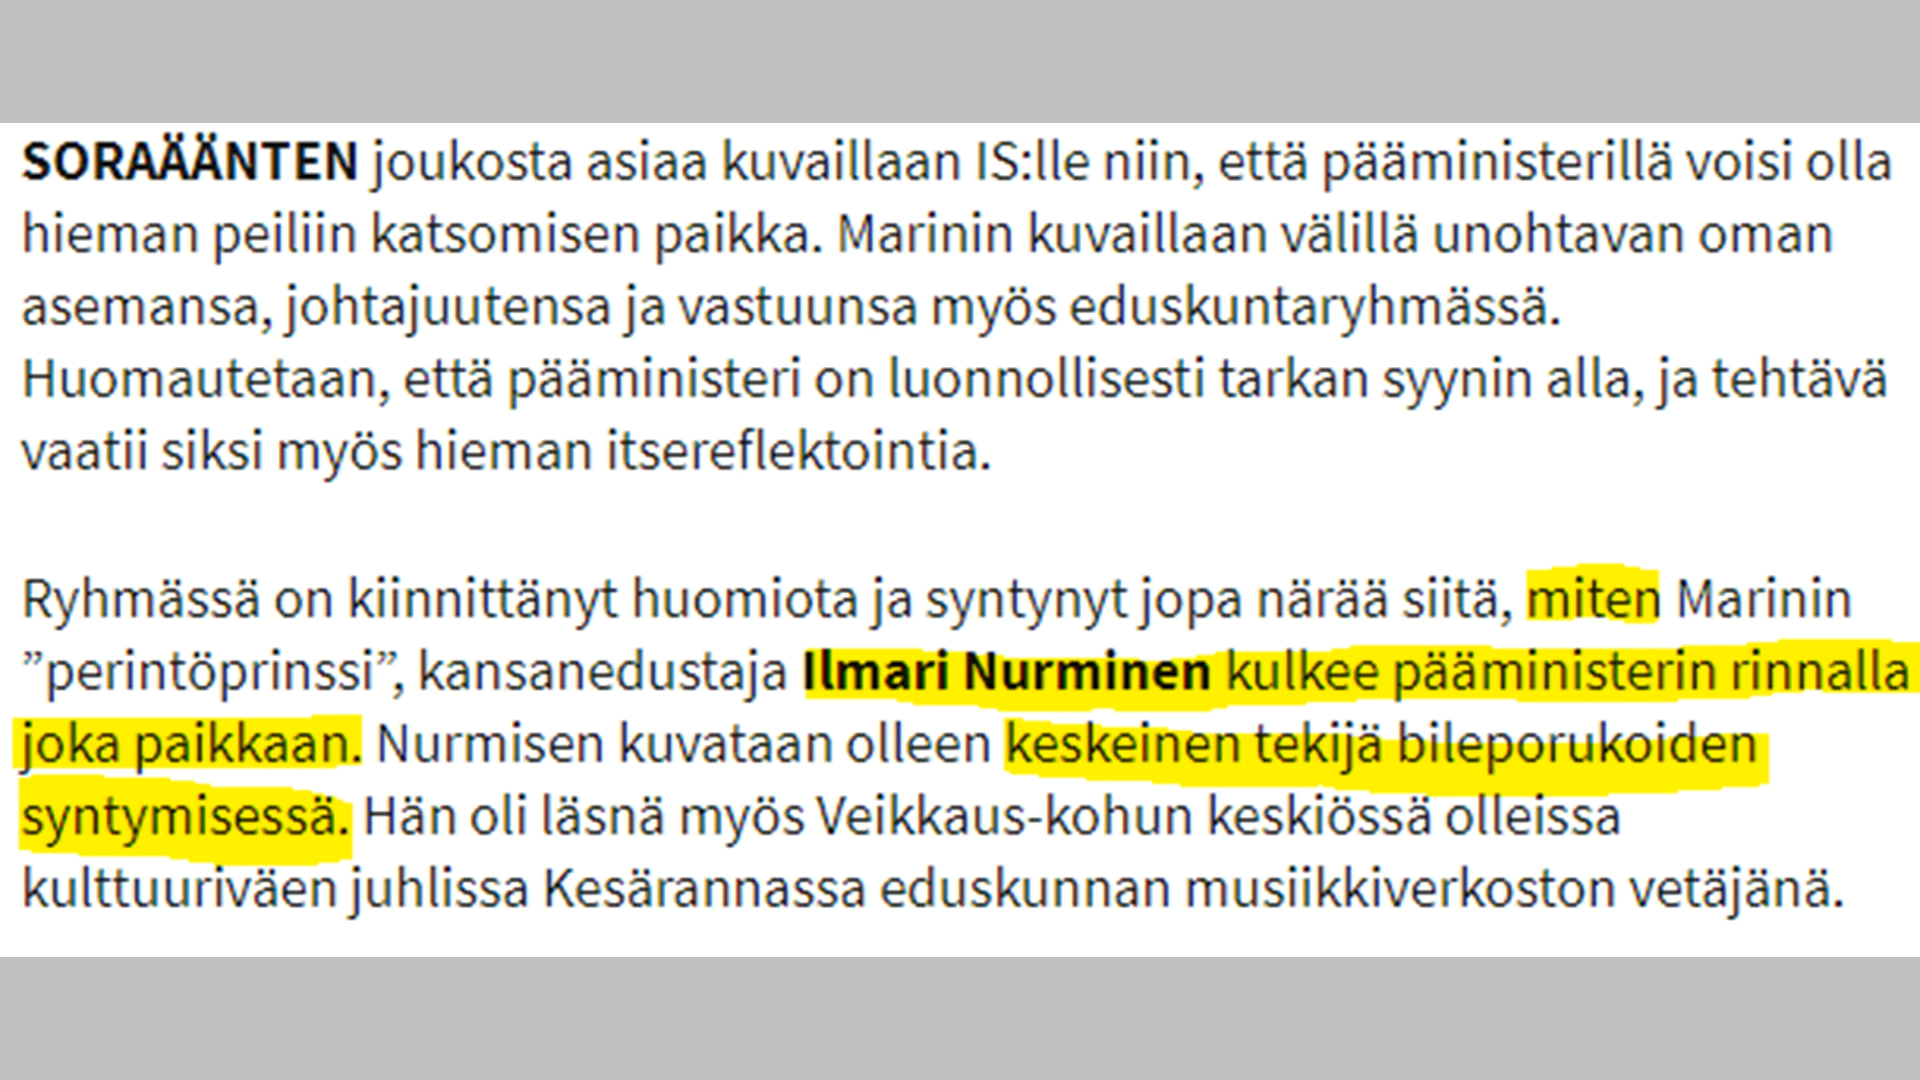 SORAÄÄNTEN joukosta asiaa kuvaillaan IS:lle niin, että pääministerillä voisi olla
hieman peiliin katsomisen paikka. Marinin kuvaillaan välillä unohtavan oman
asemansa, johtajuutensa ja vastuunsa myös eduskuntaryhmässä.
Huomautetaan, että pääministeri on luonnollisesti tarkan syynin alla, ja tehtävä
vaatii siksi myös hieman itsereflektointia.
Ryhmässä on kiinnittänyt huomiota ja syntynyt jopa närää siitä, miten Marinin
”perintöprinssi”, kansanedustaja Ilmari Nurminen kulkee pääministerin rinnalla
joka paikkaan. Nurmisen kuvataan olleen keskeinen tekijä bileporukoiden
syntymisessä. Hän oli läsnä myös Veikkaus-kohun keskiössä olleissa
kulttuuriväen juhlissa Kesärannassa eduskunnan musiikkiverkoston vetäjänä.